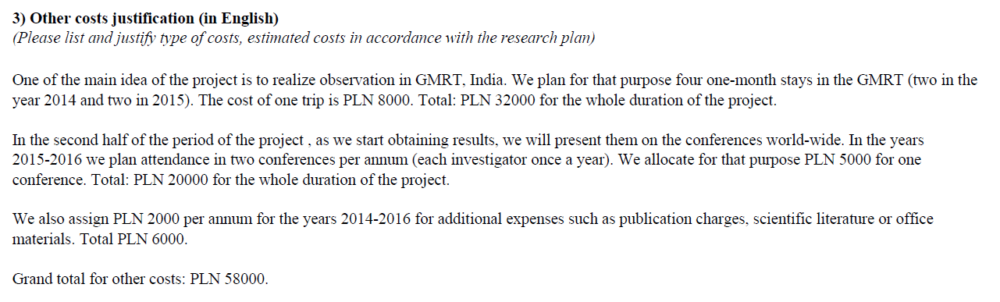 3) Other costs justification (in English)
(Please list and justify type of costs, estimated costs in accordance with the research plan)
One of the main idea of the project is to realize observation in GMRT, India. We plan for that purpose four one-month stays in the GMRT (two in the
year 2014 and two in 2015). The cost of one trip is PLN 8000. Total: PLN 32000 for the whole duration of the project.
In the second half of the period of the project , as we start obtaining results, we will present them on the conferences world-wide. In the years
2015-2016 we plan attendance in two conferences per annum (each investigator once a year). We allocate for that purpose PLN 5000 for one
conference. Total: PLN 20000 for the whole duration of the project.
We also assign PLN 2000 per annum for the years 2014-2016 for additional expenses such as publication charges, scientific literature or office
materials. Total PLN 6000.
Grand total for other costs: PLN 58000.